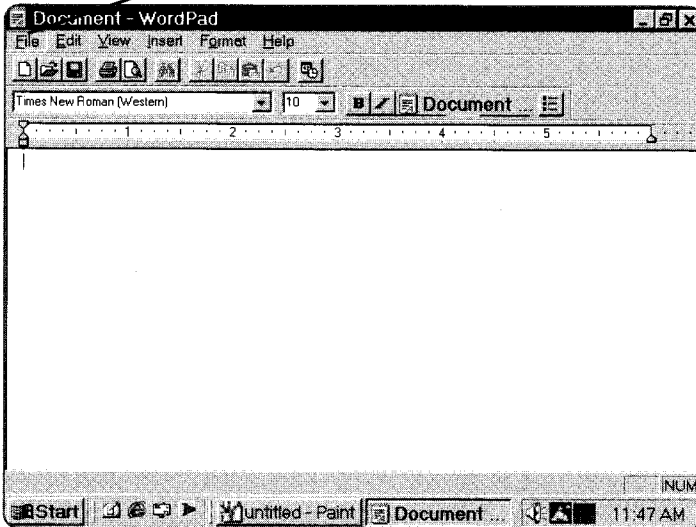 Document - WordPad
File Edit View Insert Format Help
Times New Roman (Western) 10 B Document ...
1 2 3 4 5
NUM
Start untitled - Paint Document ... 11:47 AM